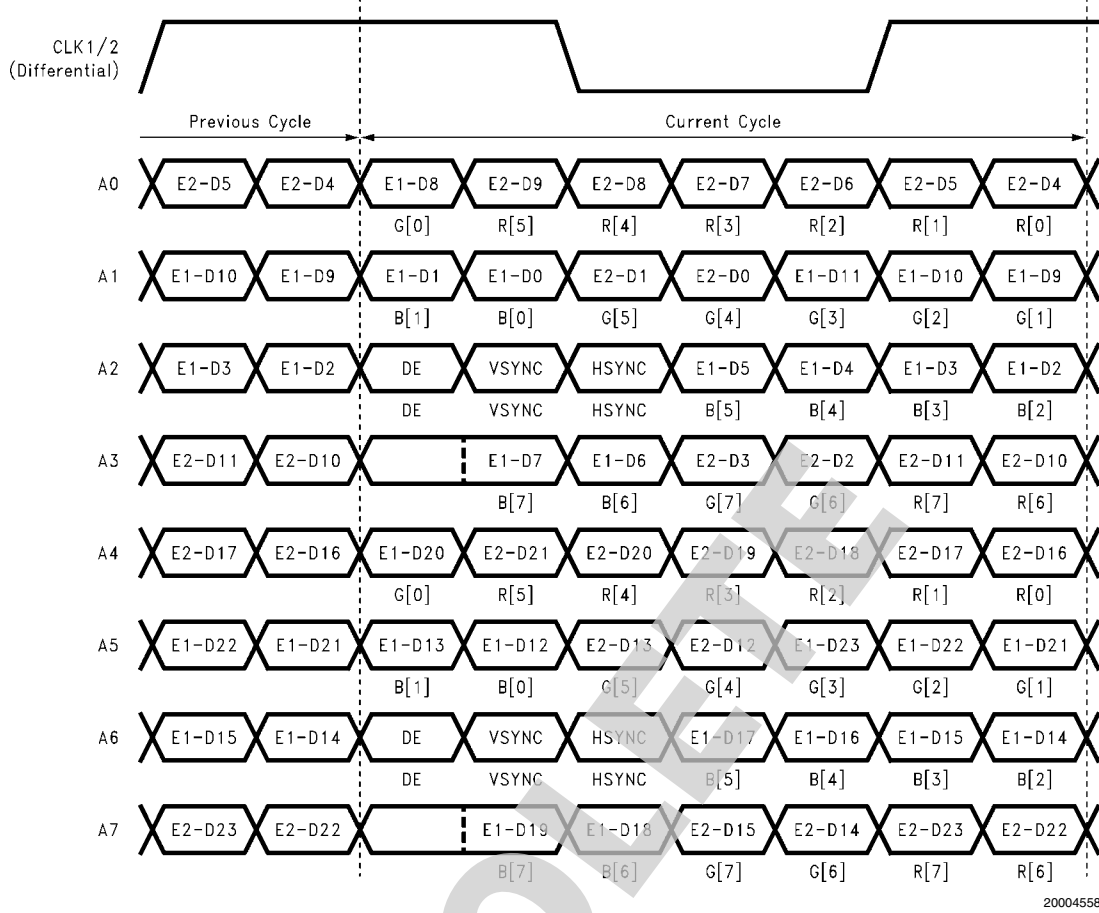 CLK1/2
(Differential)
Previous Cycle Current Cycle
A0 E2-D5 E2-D4 E1-D8 E2-D9 E2-D8 E2-D7 E2-D6 E2-D5 E2-D4
G[0] R[5] R[4] R[3] R[2] R[1] R[0]
A1 E1-D10 E1-D9 E1-D1 E1-D0 E2-D1 E2-D0 E1-D11 E1-D10 E1-D9
B[1] B[0] G[5] G[4] G[3] G[2] G[1]
A2 E1-D3 E1-D2 DE VSYNC HSYNC E1-D5 E1-D4 E1-D3 E1-D2
DE VSYNC HSYNC B[5] B[4] B[3] B[2]
A3 E2-D11 E2-D10 E1-D7 E1-D6 E2-D3 E2-D2 E2-D11 E2-D10
B[7] B[6] G[7] G[6] R[7] R[6]
A4 E2-D17 E2-D16 E1-D20 E2-D21 E2-D20 E2-D19 E2-D18 E2-D17 E2-D16
G[0] R[5] R[4] R[3] R[2] R[1] R[0]
A5 E1-D22 E1-D21 E1-D13 E1-D12 E2-D13 E2-D12 E1-D23 E1-D22 E1-D21
B[1] B[0] G[5] G[4] G[3] G[2] G[1]
A6 E1-D15 E1-D14 DE VSYNC HSYNC E1-D17 E1-D16 E1-D15 E1-D14
DE VSYNC HSYNC B[5] B[4] B[3] B[2]
A7 E2-D23 E2-D22 E1-D19 E1-D18 E2-D15 E2-D14 E2-D23 E2-D22
B[7] B[6] G[7] G[6] R[7] R[6]
OLETE
20004558